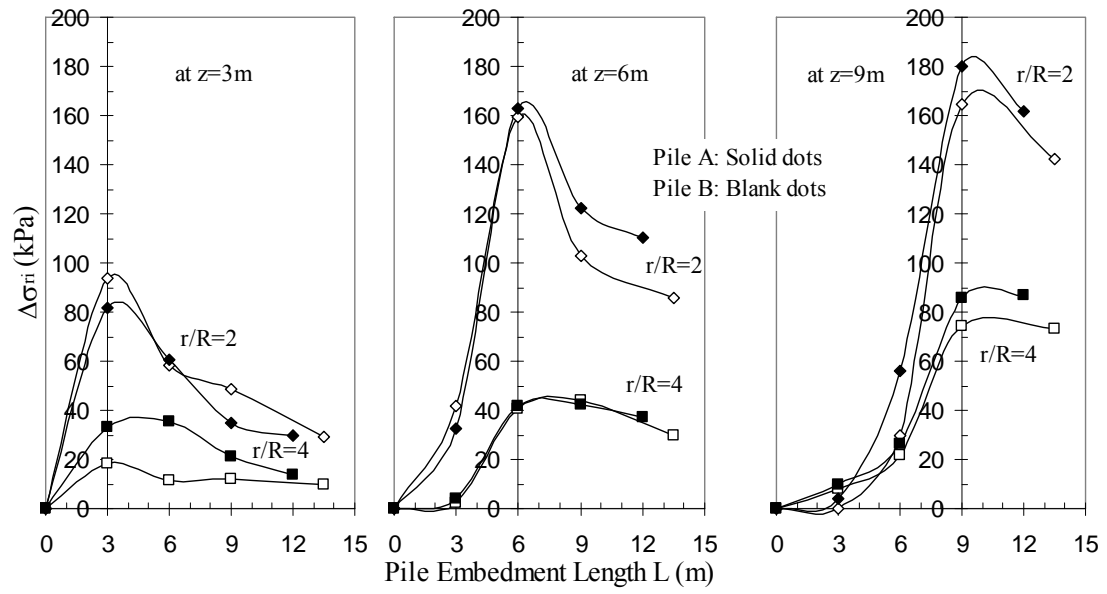 200
180
160
140
120
100
80
60
40
20
0
0 3 6 9 12 15
at z=3m
r/R=2
r/R=4
200
180
160
140
120
100
80
60
40
20
0
0 3 6 9 12 15
at z=6m
r/R=2
r/R=4
200
180
160
140
120
100
80
60
40
20
0
0 3 6 9 12 15
at z=9m
r/R=2
r/R=4
Pile A: Solid dots
Pile B: Blank dots
Δσri (kPa)
Pile Embedment Length L (m)